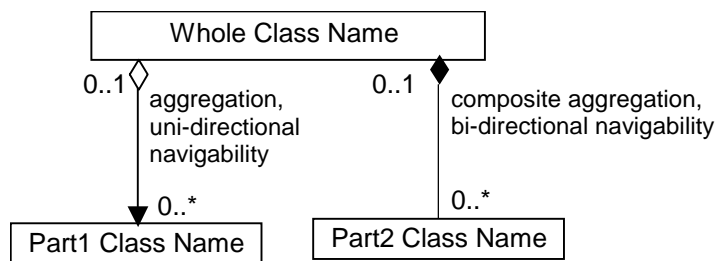 Whole Class Name
0..1
aggregation,
uni-directional
navigability
0..*
Part1 Class Name
0..1
composite aggregation,
bi-directional navigability
0..*
Part2 Class Name